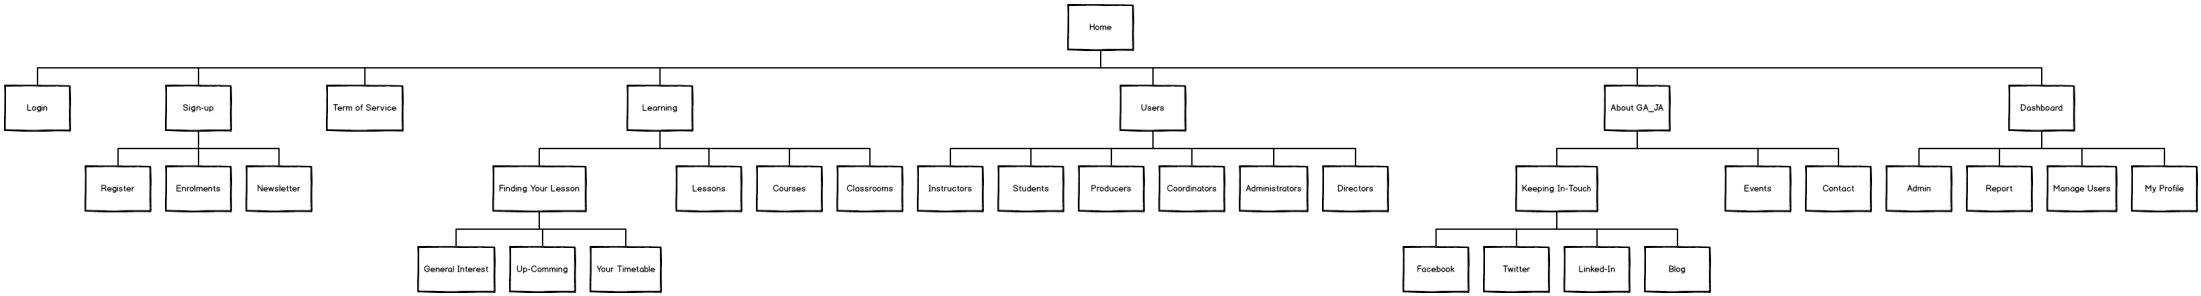 Home
Login
Sign-up
Term of Service
Learning
Users
About GA_JA
Dashboard
Register
Enrolments
Newsletter
Finding Your Lesson
Lessons
Courses
Classrooms
Instructors
Students
Producers
Coordinators
Administrators
Directors
Keeping In-Touch
Events
Contact
Admin
Report
Manage Users
My Profile
General Interest
Up-Comming
Your Timetable
Facebook
Twitter
Linked-In
Blog